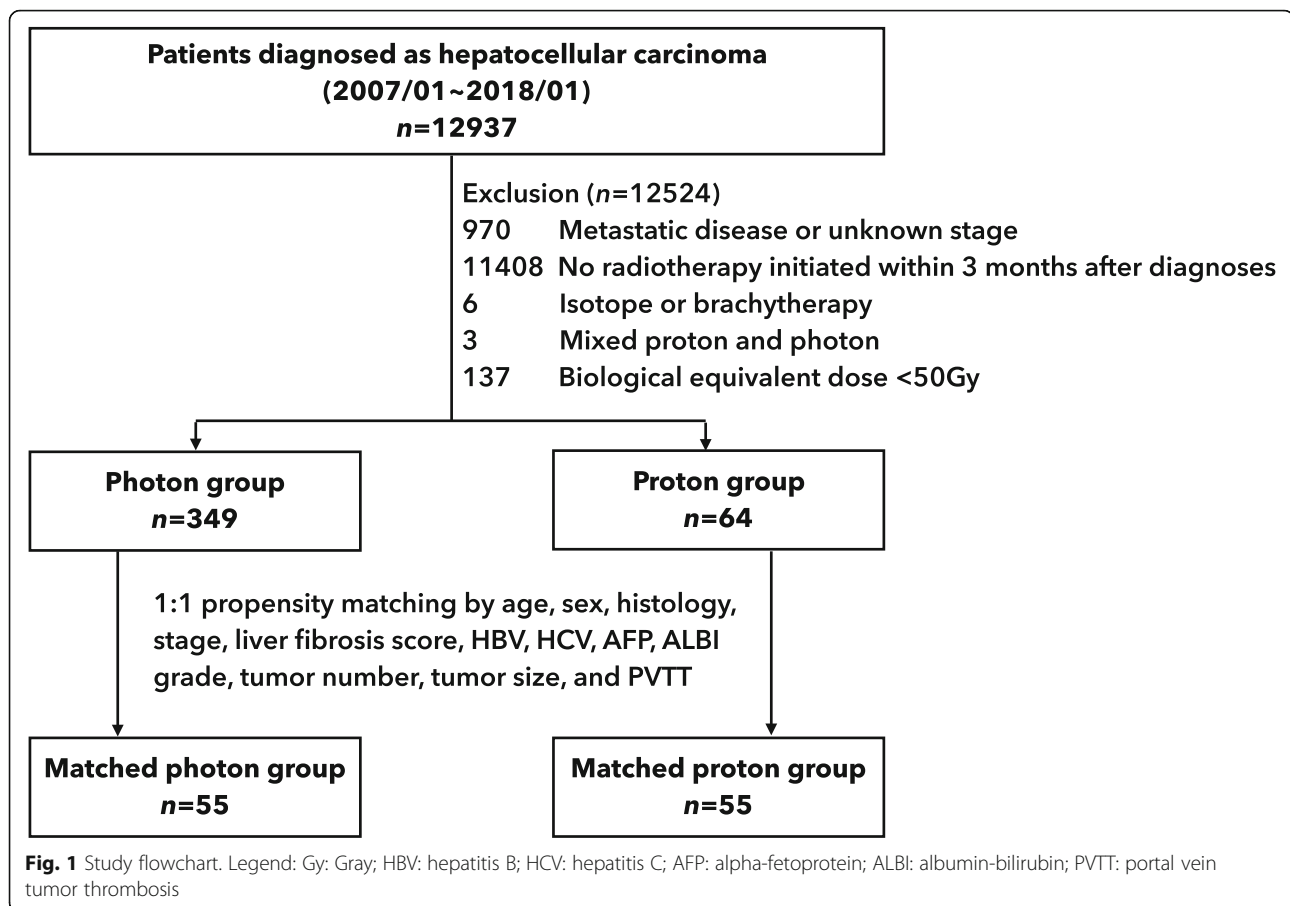 Patients diagnosed as hepatocellular carcinoma
(2007/01~2018/01)
n=12937
Exclusion (n=12524)
970 Metastatic disease or unknown stage
11408 No radiotherapy initiated within 3 months after diagnoses
6 Isotope or brachytherapy
3 Mixed proton and photon
137 Biological equivalent dose <50Gy
Photon group
n=349
Proton group
n=64
1:1 propensity matching by age, sex, histology,
stage, liver fibrosis score, HBV, HCV, AFP, ALBI
grade, tumor number, tumor size, and PVTT
Matched photon group
n=55
Matched proton group
n=55
Fig. 1 Study flowchart. Legend: Gy: Gray; HBV: hepatitis B; HCV: hepatitis C; AFP: alpha-fetoprotein; ALBI: albumin-bilirubin; PVTT: portal vein
tumor thrombosis